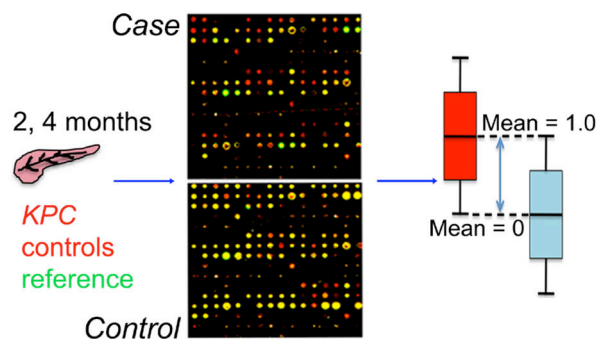 Case
2, 4 months
KPC
controls
reference
Control
Mean = 1.0
Mean = 0